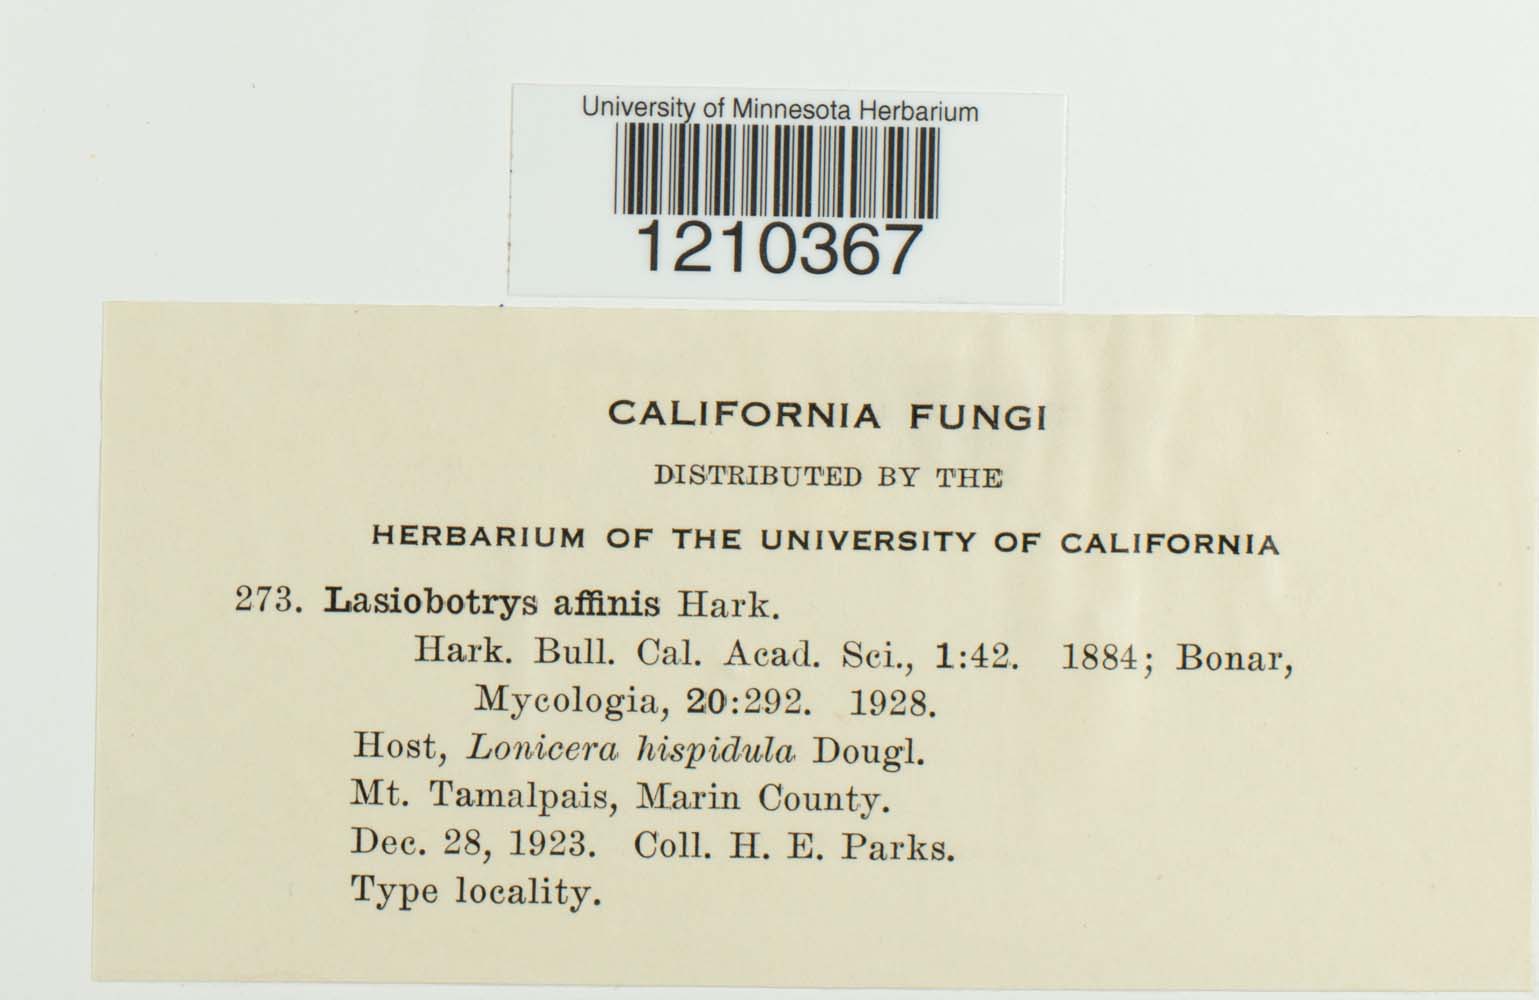 University of Minnesota Herbarium
1210367
CALIFORNIA FUNGI
DISTRIBUTED BY THE
HERBARIUM OF THE UNIVERSITY OF CALIFORNIA
273. Lasiobotrys affinis Hark.
Hark. Bull. Cal. Acad. Sci., 1:42. 1884; Bonar,
Mycologia, 20:292. 1928.
Host, Lonicera hispidula Dougl.
Mt. Tamalpais, Marin County.
Dec. 28, 1923. Coll. H. E. Parks.
Type locality.